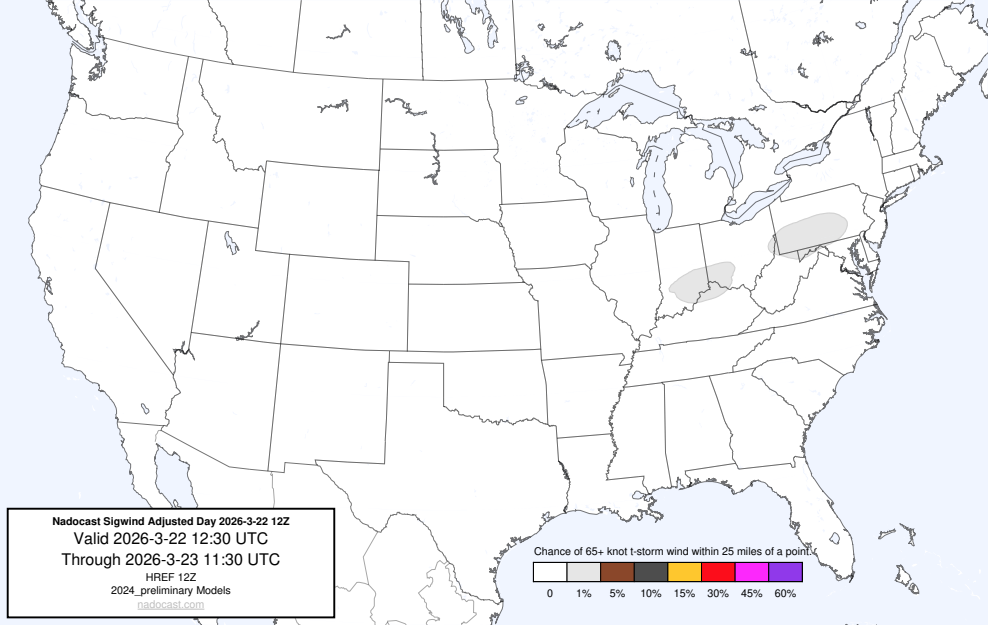 Nadocast Sigwind Adjusted Day 2026-3-22 12Z
Valid 2026-3-22 12:30 UTC
Through 2026-3-23 11:30 UTC
HREF 12Z
2024_preliminary Models
nadocast.com
Chance of 65+ knot t-storm wind within 25 miles of a point.
0 1% 5% 10% 15% 30% 45% 60%